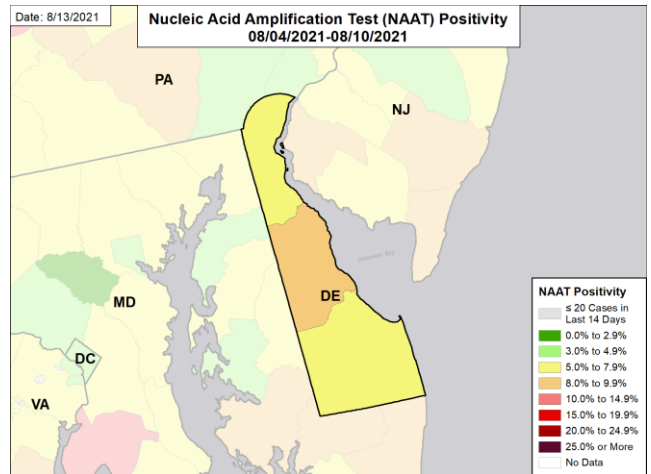 Date: 8/13/2021
Nucleic Acid Amplification Test (NAAT) Positivity
08/04/2021-08/10/2021
PA
NJ
Delaware Bay
DE
MD
DC
VA
NAAT Positivity
≤ 20 Cases in
Last 14 Days
0.0% to 2.9%
3.0% to 4.9%
5.0% to 7.9%
8.0% to 9.9%
10.0% to 14.9%
15.0% to 19.9%
20.0% to 24.9%
25.0% or More
No Data